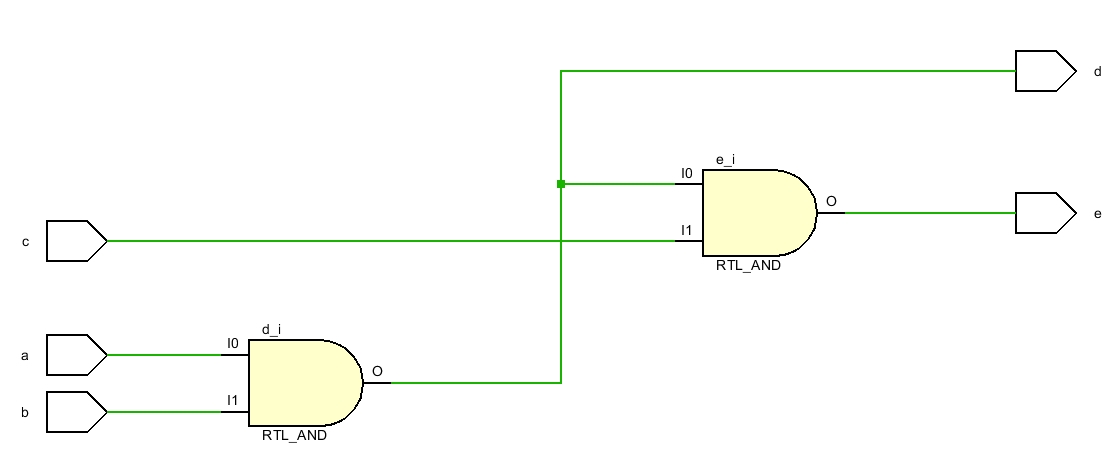 d
e_i
I0
O
I1
RTL_AND
e
c
d_i
I0
a
O
I1
b
RTL_AND